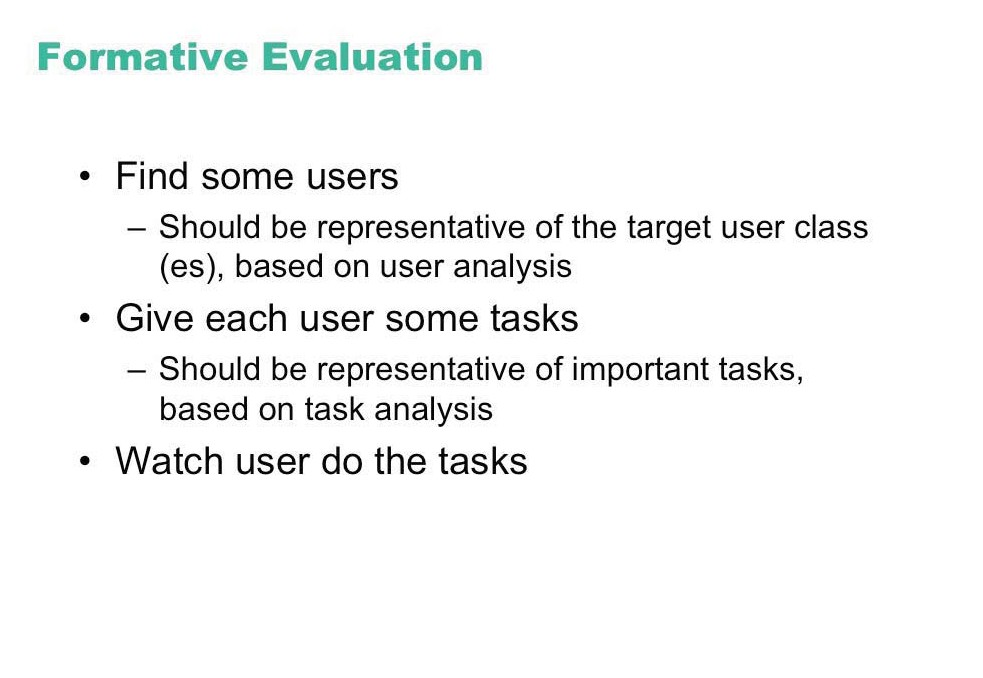 Formative Evaluation
• Find some users
– Should be representative of the target user class
(es), based on user analysis
• Give each user some tasks
– Should be representative of important tasks,
based on task analysis
• Watch user do the tasks